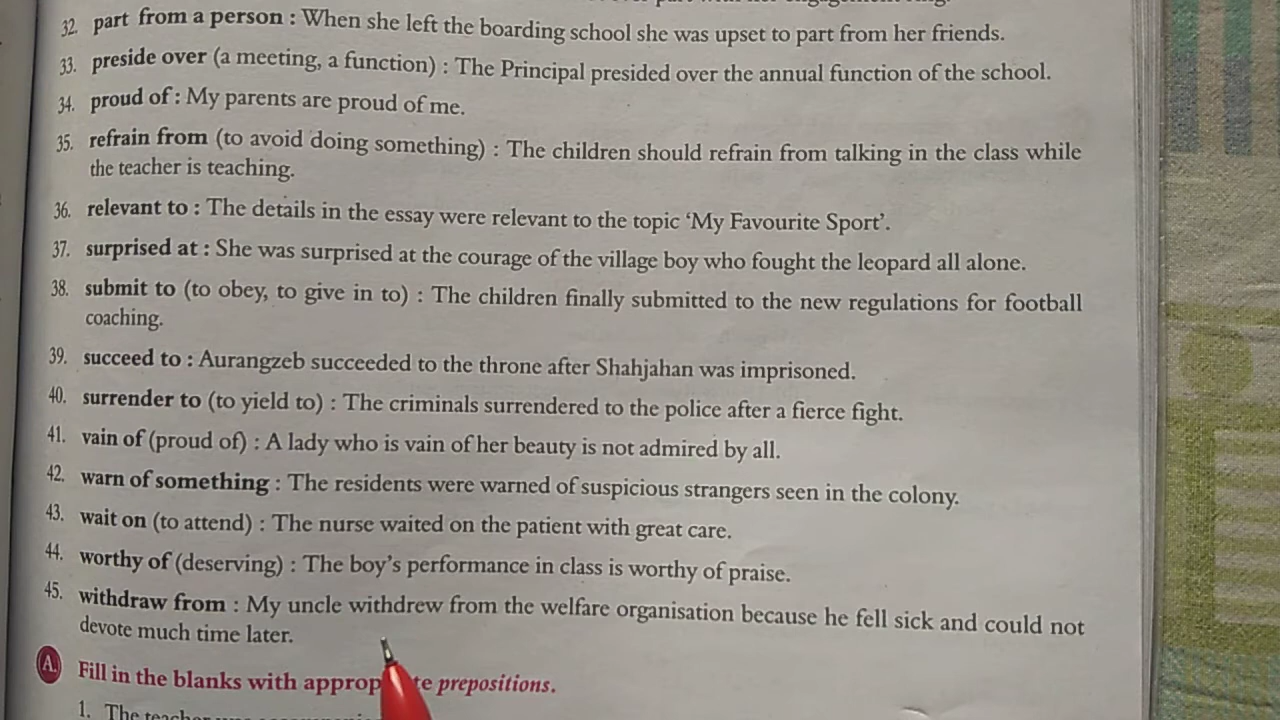 32. part from a person : When she left the boarding school she was upset to part from her friends.
33. preside over (a meeting, a function) : The Principal presided over the annual function of the school.
34. proud of : My parents are proud of me.
35. refrain from (to avoid doing something) : The children should refrain from talking in the class while
the teacher is teaching.
36. relevant to : The details in the essay were relevant to the topic ‘My Favourite Sport’.
37. surprised at : She was surprised at the courage of the village boy who fought the leopard all alone.
38. submit to (to obey, to give in to) : The children finally submitted to the new regulations for football
coaching.
39. succeed to : Aurangzeb succeeded to the throne after Shahjahan was imprisoned.
40. surrender to (to yield to) : The criminals surrendered to the police after a fierce fight.
41. vain of (proud of) : A lady who is vain of her beauty is not admired by all.
42. warn of something : The residents were warned of suspicious strangers seen in the colony.
43. wait on (to attend) : The nurse waited on the patient with great care.
44. worthy of (deserving) : The boy’s performance in class is worthy of praise.
45. withdraw from : My uncle withdrew from the welfare organisation because he fell sick and could not
devote much time later.
A. Fill in the blanks with prepositions.
1. The teacher